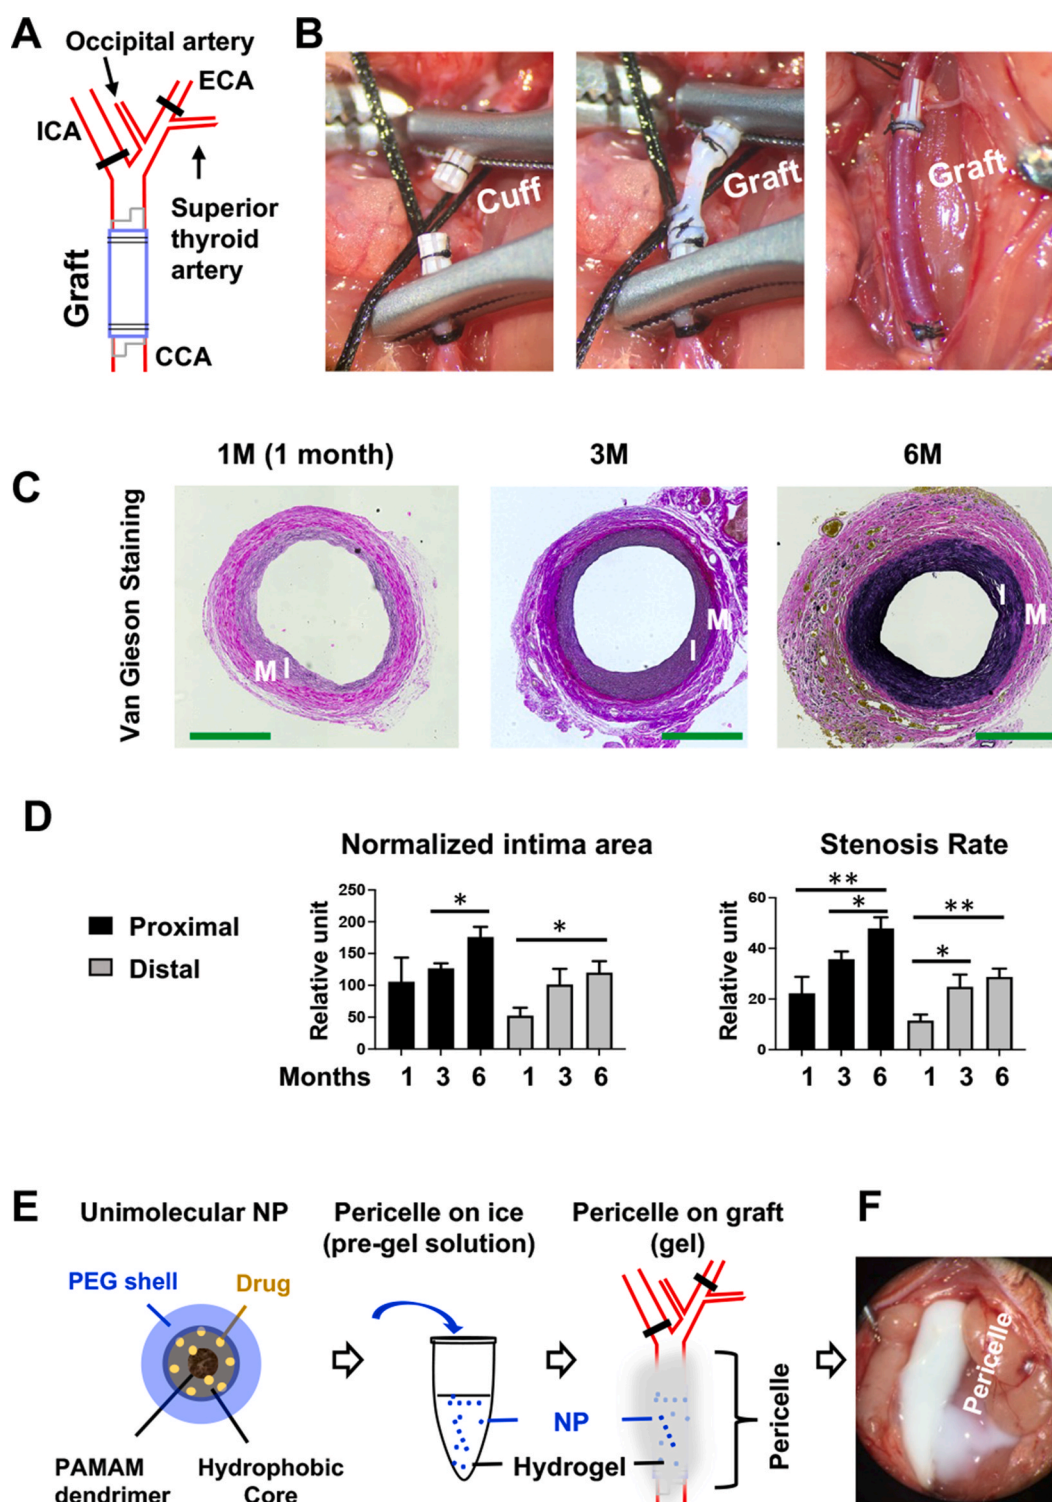 A
Occipital artery
ECA
ICA
Superior
thyroid
artery
Graft
CCA
B
Cuff
Graft
Graft
1M (1 month)
3M
6M
C
Van Gieson Staining
M I
I M
I M
D
Normalized intima area
Stenosis Rate
Proximal
Distal
Relative unit
250
200
150
100
50
0
*
*
Months 1 3 6 1 3 6
Relative unit
60
40
20
0
**
*
**
*
1 3 6 1 3 6
E
Unimolecular NP
Pericelle on ice
(pre-gel solution)
Pericelle on graft
(gel)
F
PEG shell
Drug
PAMAM
dendrimer
Hydrophobic
Core
NP
Hydrogel
Pericelle
Pericelle